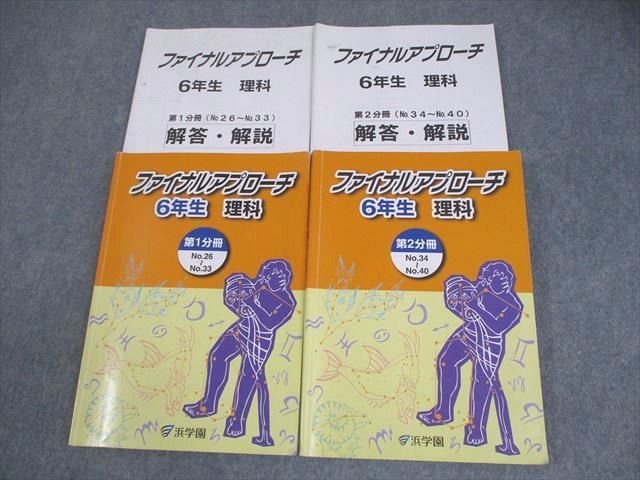 ファイナルアプローチ
6年生 理科
第1分冊（No.26～No.33）
解答・解説
ファイナルアプローチ
6年生 理科
第2分冊（No.34～No.40）
解答・解説
ファイナルアプローチ
6年生 理科
第1分冊
No.26
～
No.33
浜学園
ファイナルアプローチ
6年生 理科
第2分冊
No.34
～
No.40
浜学園